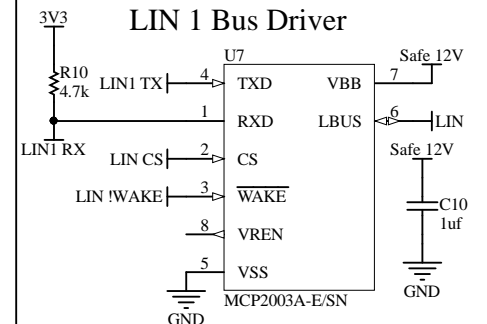 LIN 1 Bus Driver
3V3
U7
Safe 12V
R10
4.7k
LIN1 TX
4
TXD
VBB
7
1
RXD
LBUS
6
LIN
LIN1 RX
LIN CS
2
CS
Safe 12V
LIN !WAKE
3
WAKE
C10
1uf
8
VREN
5
VSS
GND
MCP2003A-E/SN
GND